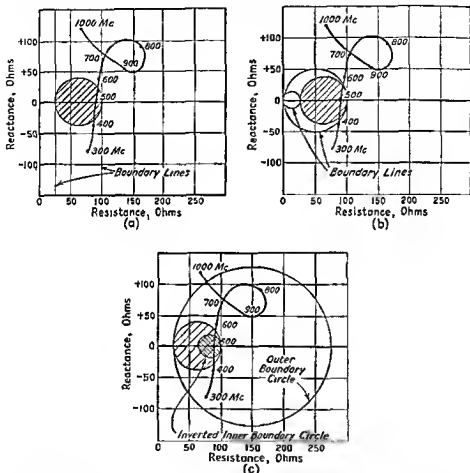 1000 Mc
+100
+50
0
-50
-100
Reactance, Ohms
700
800
900
600
500
400
300 Mc
Boundary Lines
0 50 100 150 200 250
Resistance, Ohms
(a)
1000 Mc
+100
+50
0
-50
-100
Reactance, Ohms
700
800
900
600
500
400
300 Mc
Boundary Lines
0 50 100 150 200 250
Resistance, Ohms
(b)
1000 Mc
+100
+50
0
-50
-100
Reactance, Ohms
700
800
900
600
500
400
300 Mc
Outer
Boundary
Circle
Inverted Inner Boundary Circle
0 50 100 150 200 250
Resistance, Ohms
(c)